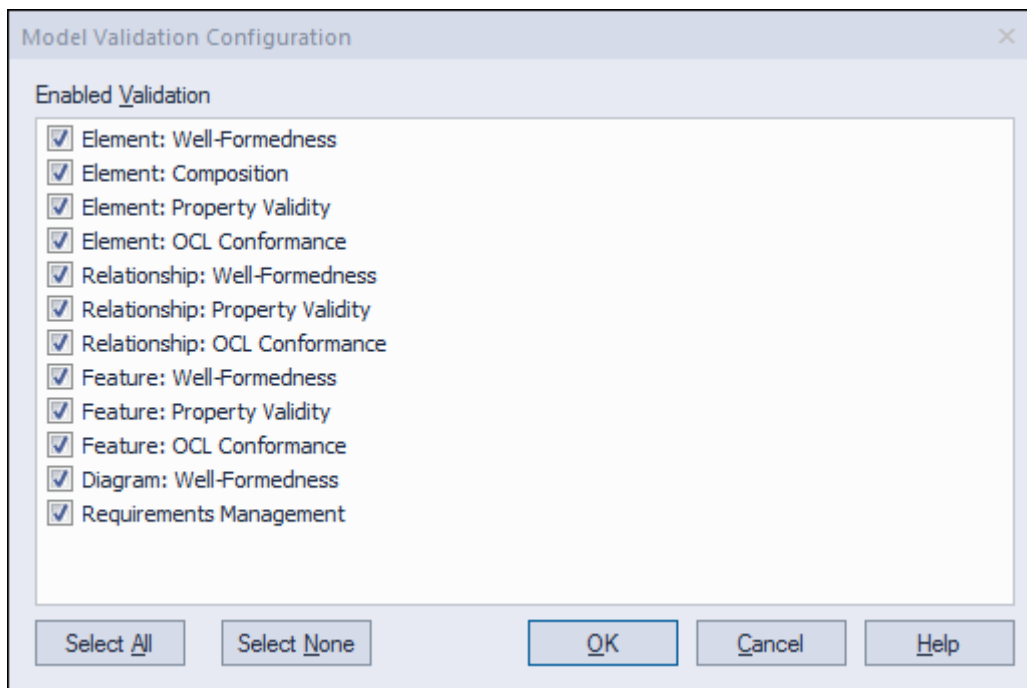 Model Validation Configuration
Enabled Validation
Element: Well-Formedness
Element: Composition
Element: Property Validity
Element: OCL Conformance
Relationship: Well-Formedness
Relationship: Property Validity
Relationship: OCL Conformance
Feature: Well-Formedness
Feature: Property Validity
Feature: OCL Conformance
Diagram: Well-Formedness
Requirements Management
Select All Select None OK Cancel Help